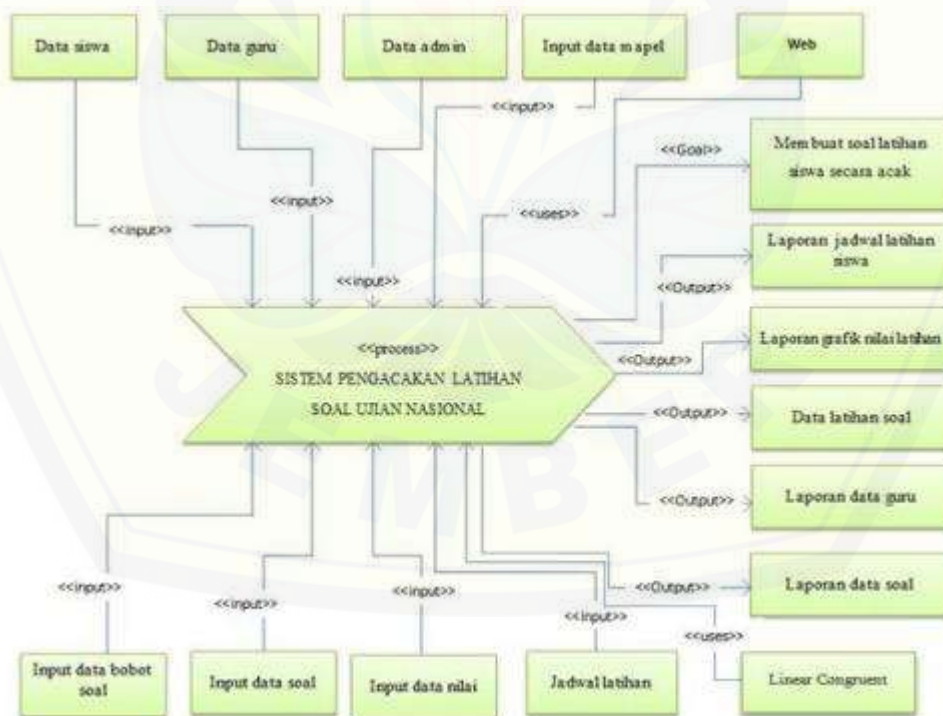 Data siswa
Data guru
Data admin
Input data mapel
Web
<<input>>
<<Goal>>
Membuat soal latihan
siswa secara acak
<<input>>
<<uses>>
<<input>>
Laporan jadwal latihan
siswa
<<input>>
<<Output>>
<<process>>
SISTEM PENGACAKAN LATIHAN
SOAL UJIAN NASIONAL
<<Output>>
Laporan grafik nilai latihan
<<Output>>
Data latihan soal
<<Output>>
Laporan data guru
<<input>>
<<input>>
<<input>>
<<Output>>
Laporan data soal
<<input>>
<<uses>>
Input data bobot
soal
Input data soal
Input data nilai
Jadwal latihan
Linear Congruent
JEMBER